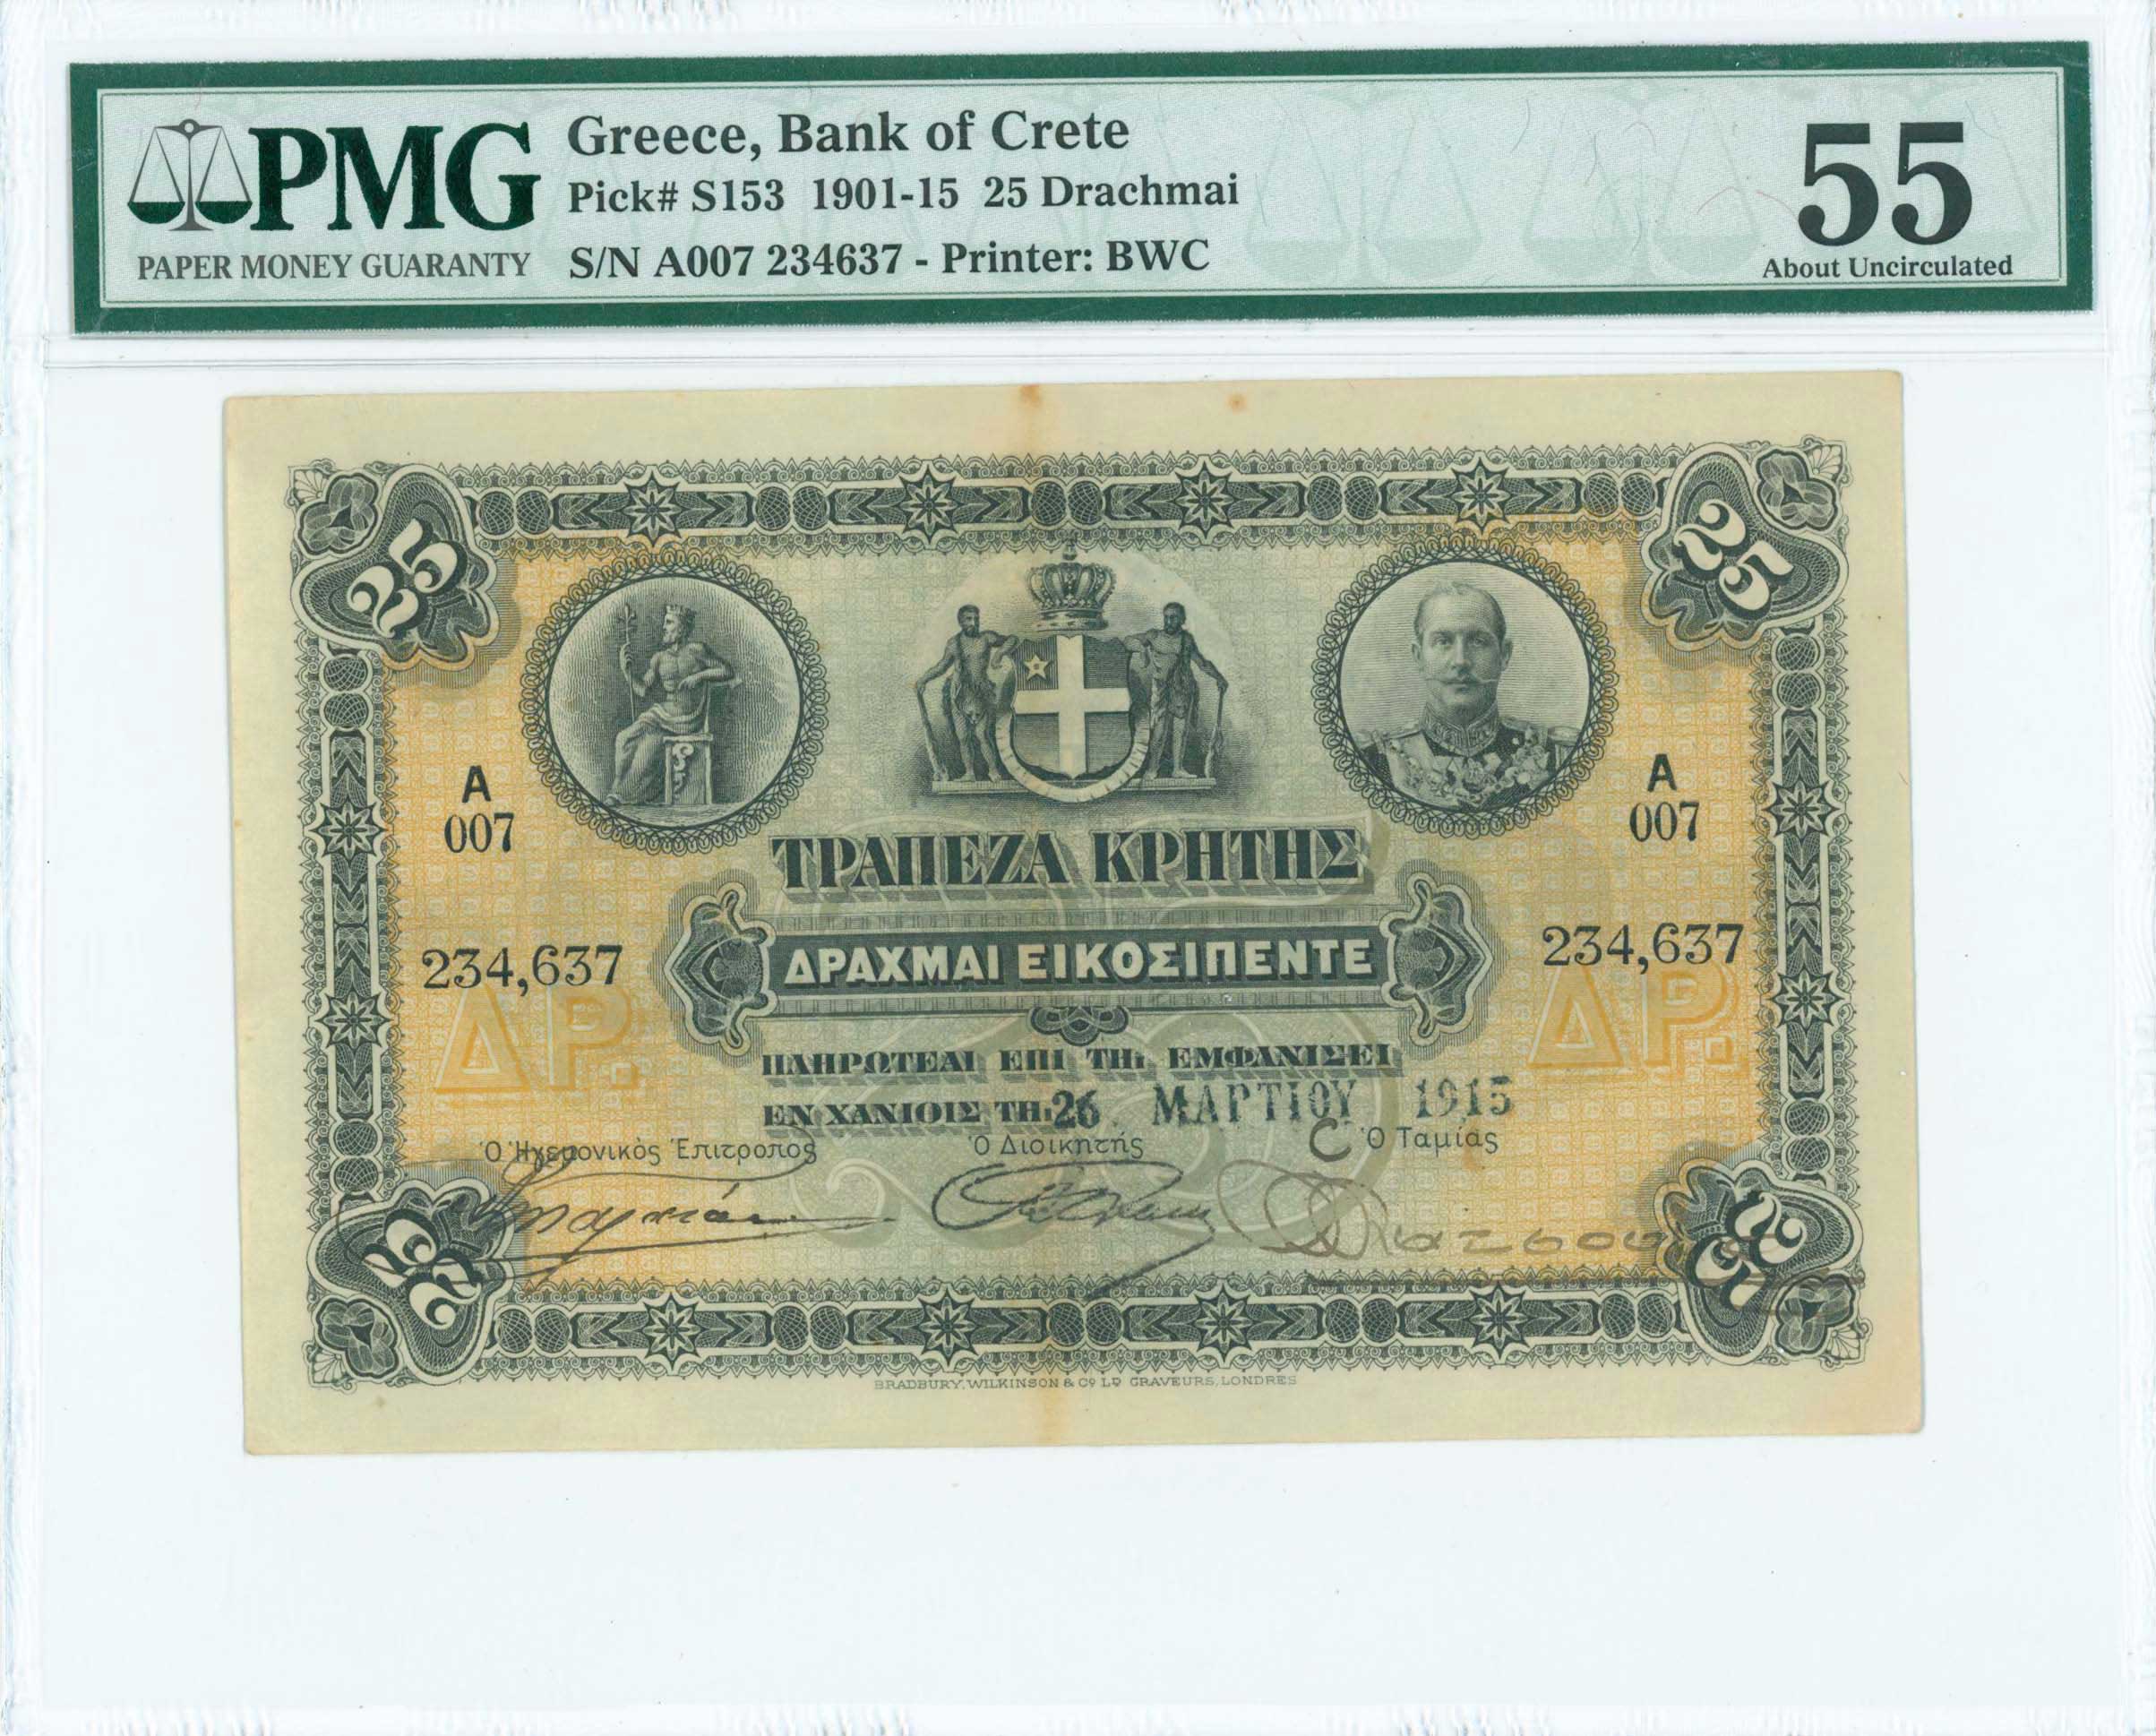 PMG
PAPER MONEY GUARANTY
Greece, Bank of Crete
Pick# S153 1901-15 25 Drachmai
S/N A007 234637 - Printer: BWC
55
About Uncirculated
25 25
A A
007 007
ΤΡΑΠΕΖΑ ΚΡΗΤΗΣ
234,637 ΔΡΑΧΜΑΙ ΕΙΚΟΣΙΠΕΝΤΕ 234,637
ΔΡ. ΔΡ.
ΠΛΗΡΩΤΕΑΙ ΕΠΙ ΤΗι ΕΜΦΑΝΙΣΕΙ
ΕΝ ΧΑΝΙΟΙΣ ΤΗι 26 ΜΑΡΤΙΟΥ 1915
Ὁ Ἡγεμονικὸς Ἐπίτροπος Ὁ Διοικητής C Ὁ Ταμίας
25 25
BRADBURY, WILKINSON & Cº Lᴰ GRAVEURS, LONDRES